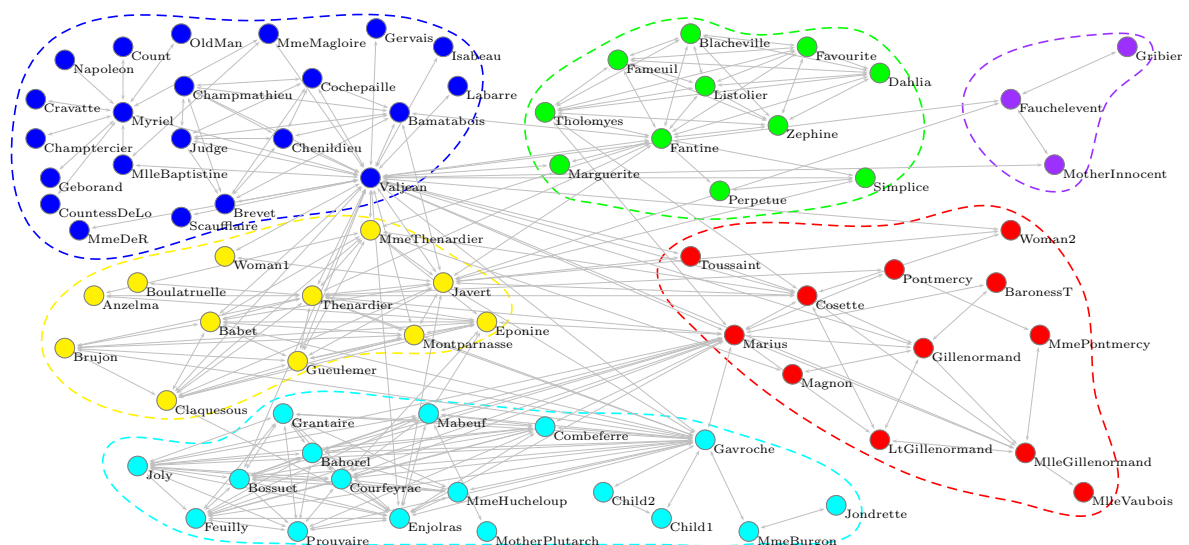 OldMan
MmeMagloire
Gervais
Isabeau
Count
Napoleon
Cochepaille
Labarre
Champmathieu
Cravatte
Myriel
Bamatabois
Champtercier
Judge
Chenildieu
MlleBaptistine
Geborand
Valjean
CountessDeLo
Brevet
Scaufflaire
MmeDeR
Blacheville
Favourite
Gribier
Fameuil
Dahlia
Listolier
Fauchelevent
Tholomyes
Zephine
Fantine
Marguerite
MotherInnocent
Simplice
Perpetue
MmeThenardier
Woman2
Woman1
Toussaint
Pontmercy
Boulatruelle
Javert
BaronessT
Anzelma
Thenardier
Cosette
Babet
Eponine
Montparnasse
Marius
MmePontmercy
Brujon
Gillenormand
Gueulemer
Magnon
Claquesous
Grantaire
Mabeuf
Combeferre
Gavroche
LtGillenormand
Bahorel
MlleGillenormand
Joly
Bossuet
Courfeyrac
MmeHucheloup
Child2
MlleVaubois
Jondrette
Feuilly
Enjolras
Child1
Prouvaire
MotherPlutarch
MmeBurgon